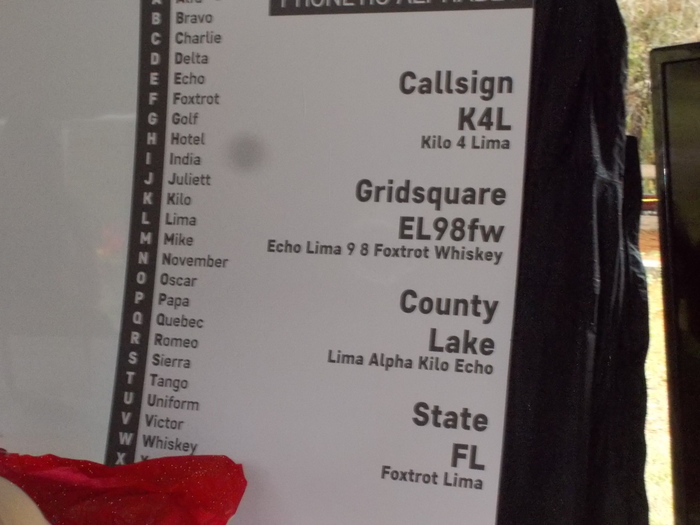 PHONETIC ALPHABET
B Bravo
C Charlie
D Delta
E Echo
F Foxtrot
G Golf
H Hotel
I India
J Juliett
K Kilo
L Lima
M Mike
N November
O Oscar
P Papa
Q Quebec
R Romeo
S Sierra
T Tango
U Uniform
V Victor
W Whiskey
X
Callsign
K4L
Kilo 4 Lima
Gridsquare
EL98fw
Echo Lima 9 8 Foxtrot Whiskey
County
Lake
Lima Alpha Kilo Echo
State
FL
Foxtrot Lima